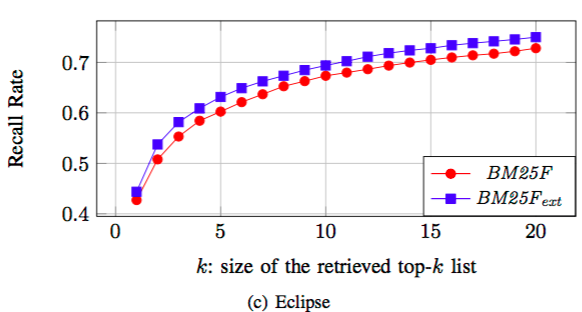 Recall Rate
0.7
0.6
0.5
0.4
0 5 10 15 20
BM25F
BM25Fext
k: size of the retrieved top-k list
(c) Eclipse